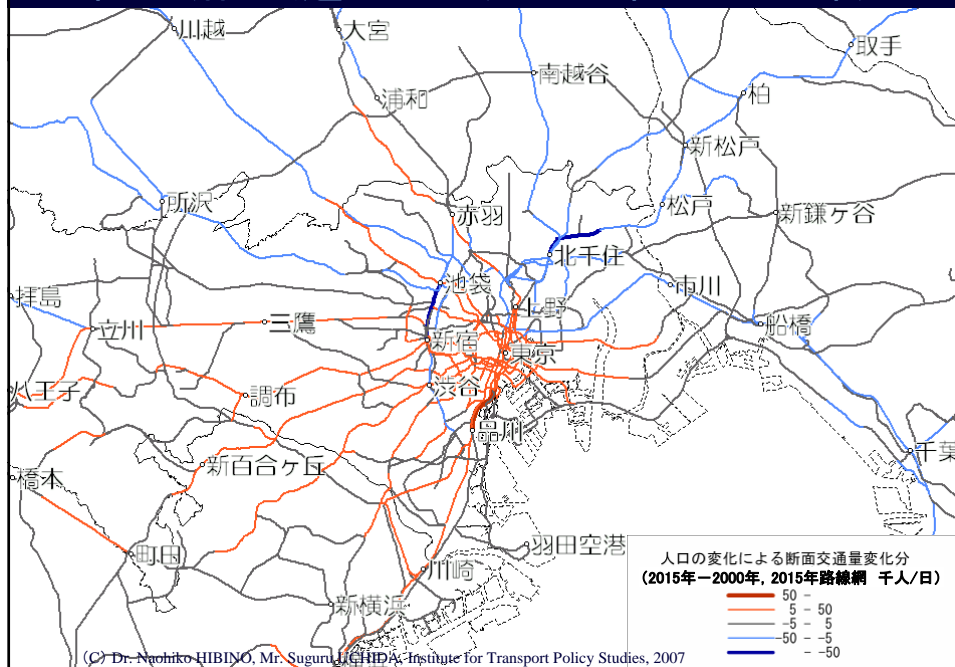 川越
大宮
取手
南越谷
浦和
柏
新松戸
所沢
赤羽
松戸
新鎌ヶ谷
北千住
池袋
市川
拝島
上野
立川
三鷹
船橋
新宿
東京
八王子
調布
渋谷
品川
千葉
新百合ヶ丘
橋本
町田
羽田空港
川崎
新横浜
人口の変化による断面交通量変化分
(2015年－2000年, 2015年路線網 千人/日)
50 -
5 - 50
-5 - 5
-50 - -5
- -50
(C) Dr. Naohiko HIBINO, Mr. Suguru UCHIDA, Institute for Transport Policy Studies, 2007